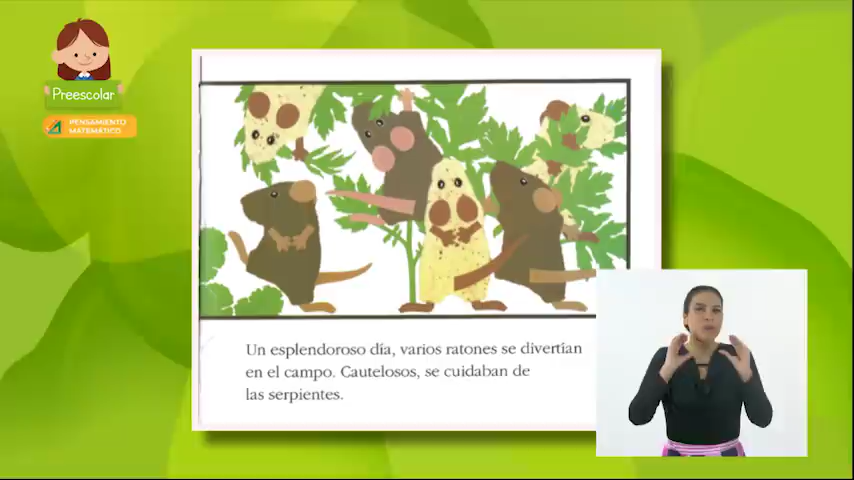 Preescolar
PENSAMIENTO
MATEMÁTICO
Un esplendoroso día, varios ratones se divertían
en el campo. Cautelosos, se cuidaban de
las serpientes.